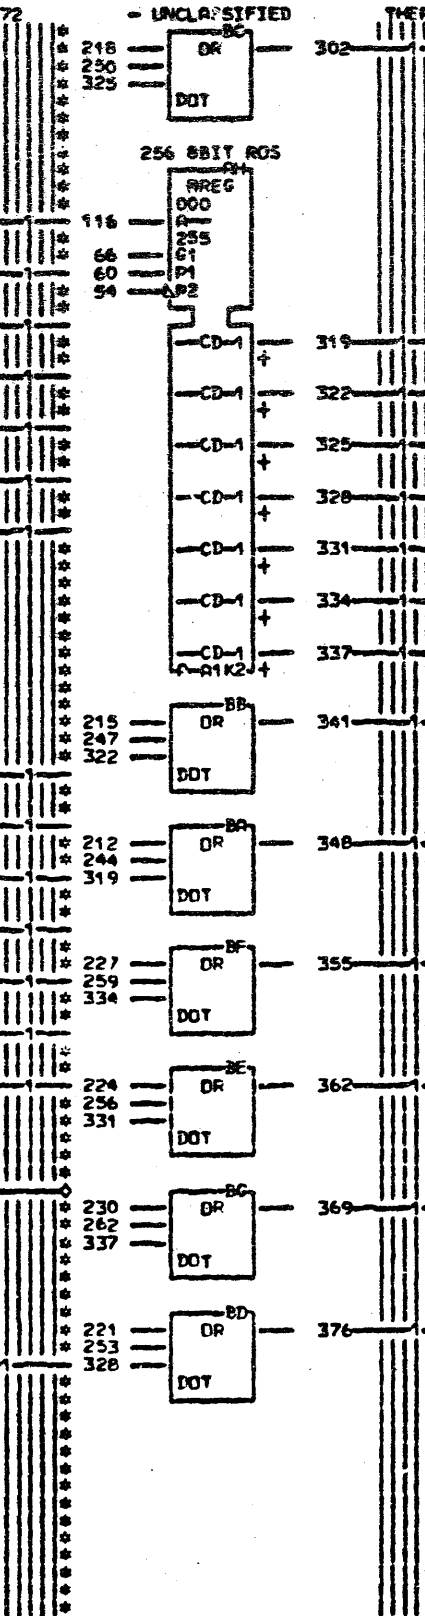 72 - UNCLASSIFIED THER
BC
218 OR 302
250
325
DOT
256 8BIT ROS
AH
AREG
000
116 A
255
66 G1
60 P1
54 P2
CD-1 319
+
CD-1 322
+
CD-1 325
+
CD-1 328
+
CD-1 331
+
CD-1 334
+
CD-1 337
A1K2 +
BB
215 OR 341
247
322
DOT
BA
212 OR 348
244
319
DOT
BF
227 OR 355
259
334
DOT
BE
224 OR 362
256
331
DOT
BG
230 OR 369
262
337
DOT
BD
221 OR 376
253
328
DOT